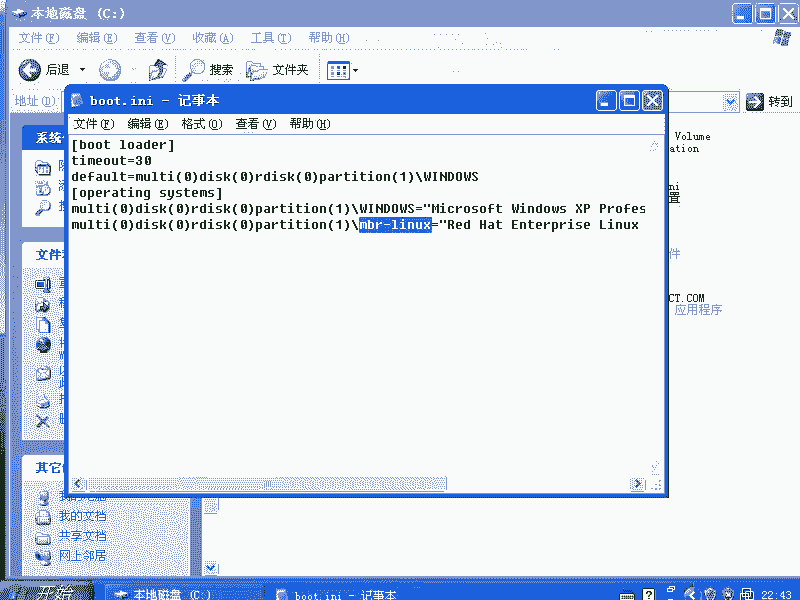 本地磁盘 (C:)
文件(F) 编辑(E) 查看(V) 收藏(A) 工具(T) 帮助(H)
后退 搜索 文件夹
地址(D) 转到
boot.ini - 记事本
文件(F) 编辑(E) 格式(O) 查看(V) 帮助(H)
[boot loader]
timeout=30
default=multi(0)disk(0)rdisk(0)partition(1)\WINDOWS
[operating systems]
multi(0)disk(0)rdisk(0)partition(1)\WINDOWS="Microsoft Windows XP Profes
multi(0)disk(0)rdisk(0)partition(1)\mbr-linux="Red Hat Enterprise Linux
系统
Volume
ation
ni
置
文件
件
CT.COM
应用程序
其它
我的电脑
我的文档
共享文档
网上邻居
开始 本地磁盘 (C:) boot.ini - 记事本 22:43